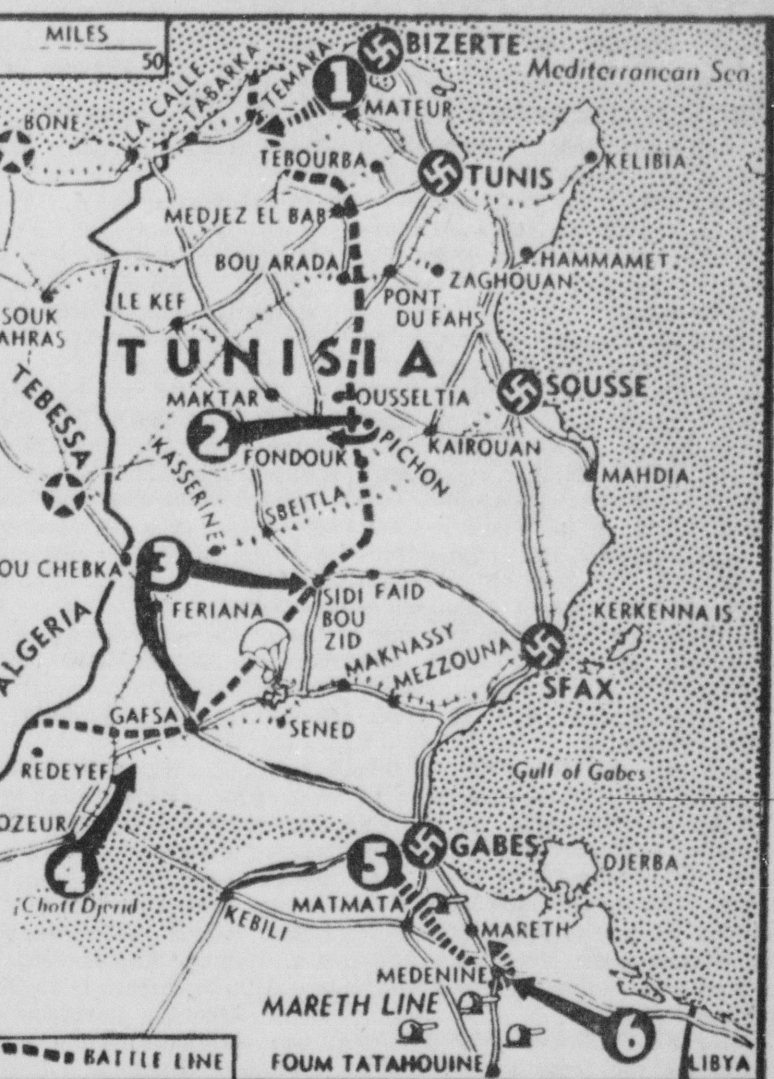 MILES
50
BIZERTE
Mediterranean Sea
1
MATEUR
TEMARA
TABARKA
LA CALLE
BONE
TEBOURBA
TUNIS
KELIBIA
MEDJEZ EL BAB
BOU ARADA
HAMMAMET
ZAGHOUAN
PONT
DU FAHS
LE KEF
SOUK
AHRAS
TUNISIA
TEBESSA
MAKTAR
OUSSELTIA
SOUSSE
2
FONDOUK
PICHON
KAIROUAN
MAHDIA
KASSERINE
SBEITLA
OU CHEBKA
3
SIDI
BOU
ZID
FAID
FERIANA
KERKENNA IS
ALGERIA
MAKNASSY
MEZZOUNA
SFAX
GAFSA
SENED
REDEYEF
Gulf of Gabes
OZEUR
4
5
GABES
DJERBA
Chott Djerid
KEBILI
MATMATA
MARETH
MEDENINE
MARETH LINE
6
BATTLE LINE
FOUM TATAHOUINE
LIBYA